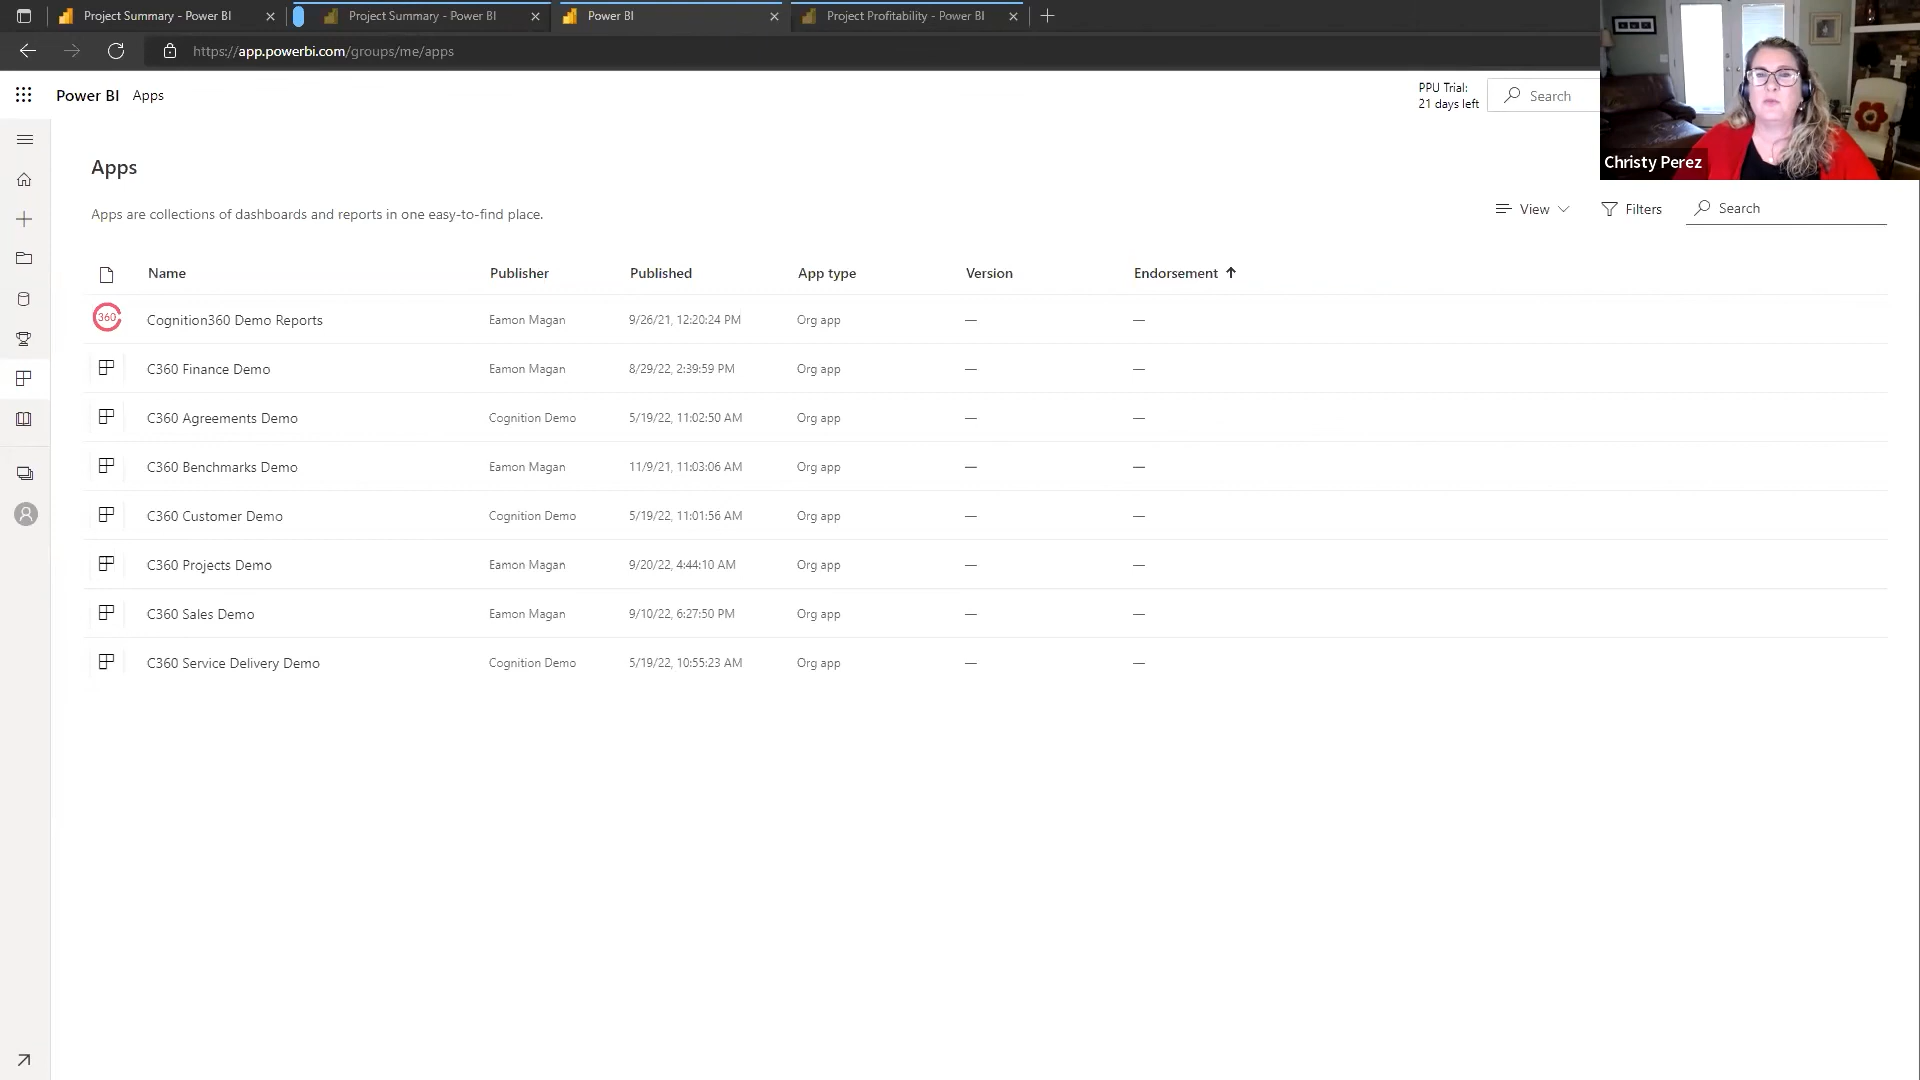 Project Summary - Power BI
Project Summary - Power BI
Power BI
Project Profitability - Power BI
https://app.powerbi.com/groups/me/apps
Power BI Apps
PPU Trial:
21 days left
Search
Christy Perez
Apps
Apps are collections of dashboards and reports in one easy-to-find place.
View
Filters
Search
Name Publisher Published App type Version Endorsement
360 Cognition360 Demo Reports Eamon Magan 9/26/21, 12:20:24 PM Org app — —
C360 Finance Demo Eamon Magan 8/29/22, 2:39:59 PM Org app — —
C360 Agreements Demo Cognition Demo 5/19/22, 11:02:50 AM Org app — —
C360 Benchmarks Demo Eamon Magan 11/9/21, 11:03:06 AM Org app — —
C360 Customer Demo Cognition Demo 5/19/22, 11:01:56 AM Org app — —
C360 Projects Demo Eamon Magan 9/20/22, 4:44:10 AM Org app — —
C360 Sales Demo Eamon Magan 9/10/22, 6:27:50 PM Org app — —
C360 Service Delivery Demo Cognition Demo 5/19/22, 10:55:23 AM Org app — —